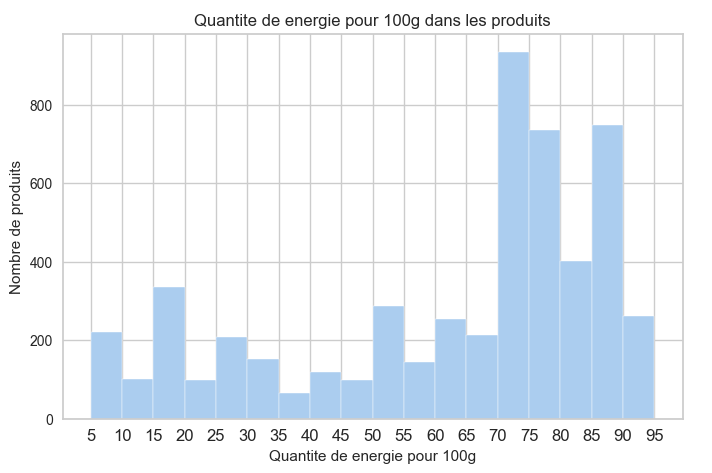 Quantite de energie pour 100g dans les produits
Nombre de produits
800
600
400
200
0
5 10 15 20 25 30 35 40 45 50 55 60 65 70 75 80 85 90 95
Quantite de energie pour 100g